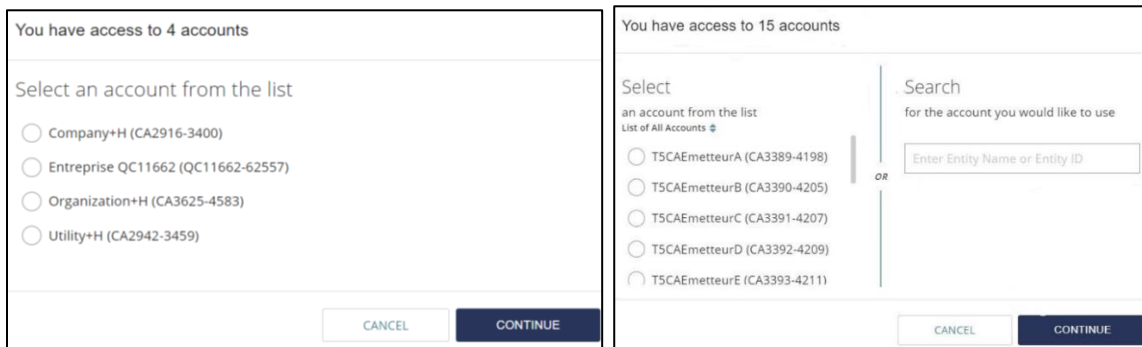 You have access to 4 accounts
Select an account from the list
Company+H (CA2916-3400)
Entreprise QC11662 (QC11662-62557)
Organization+H (CA3625-4583)
Utility+H (CA2942-3459)
CANCEL
CONTINUE
You have access to 15 accounts
Select
an account from the list
List of All Accounts
T5CAEmetteurA (CA3389-4198)
T5CAEmetteurB (CA3390-4205)
T5CAEmetteurC (CA3391-4207)
T5CAEmetteurD (CA3392-4209)
T5CAEmetteurE (CA3393-4211)
OR
Search
for the account you would like to use
Enter Entity Name or Entity ID
CANCEL
CONTINUE